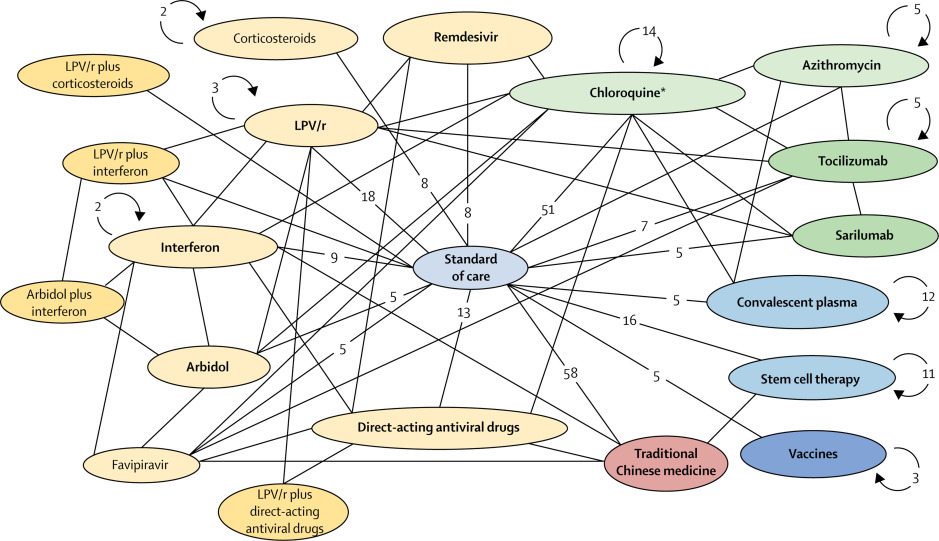 2
Corticosteroids
Remdesivir
14
5
Azithromycin
LPV/r plus
corticosteroids
3
LPV/r
Chloroquine*
5
Tocilizumab
LPV/r plus
interferon
2
Interferon
18
8
8
51
7
5
Sarilumab
9
Standard
of care
Arbidol plus
interferon
5
5
Convalescent plasma
12
13
16
5
Arbidol
58
5
Stem cell therapy
11
Direct-acting antiviral drugs
Favipiravir
Traditional
Chinese medicine
Vaccines
3
LPV/r plus
direct-acting
antiviral drugs